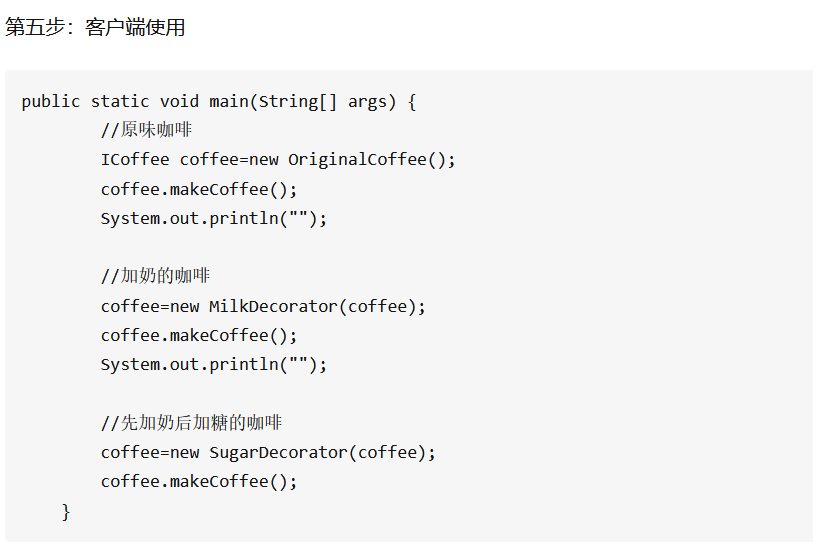 第五步：客户端使用
public static void main(String[] args) {
        //原味咖啡
        ICoffee coffee=new OriginalCoffee();
        coffee.makeCoffee();
        System.out.println("");

        //加奶的咖啡
        coffee=new MilkDecorator(coffee);
        coffee.makeCoffee();
        System.out.println("");

        //先加奶后加糖的咖啡
        coffee=new SugarDecorator(coffee);
        coffee.makeCoffee();
    }